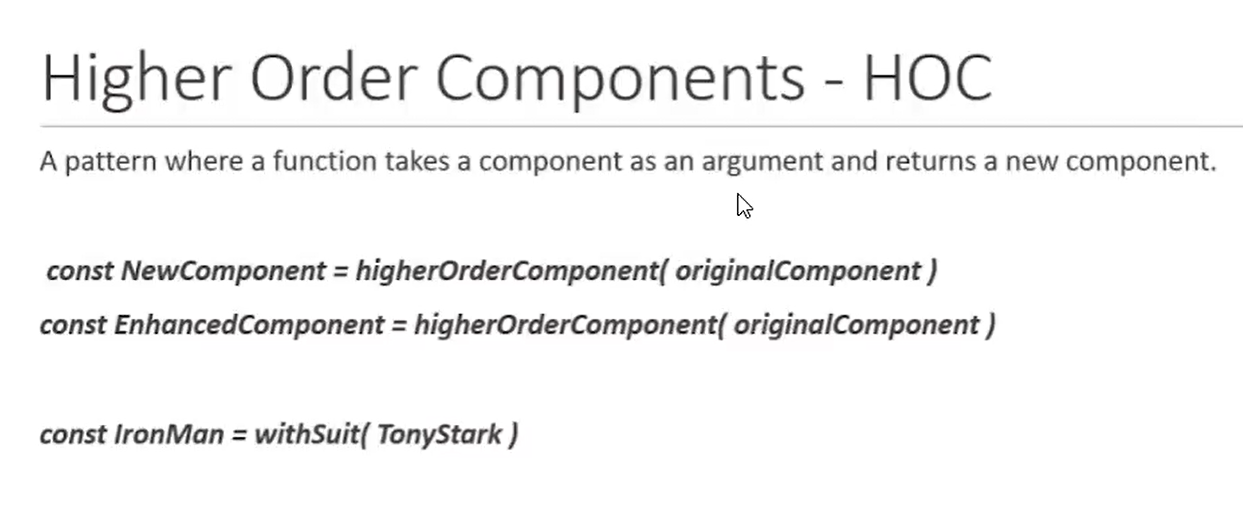 Higher Order Components - HOC
A pattern where a function takes a component as an argument and returns a new component.
const NewComponent = higherOrderComponent( originalComponent )
const EnhancedComponent = higherOrderComponent( originalComponent )
const IronMan = withSuit( TonyStark )